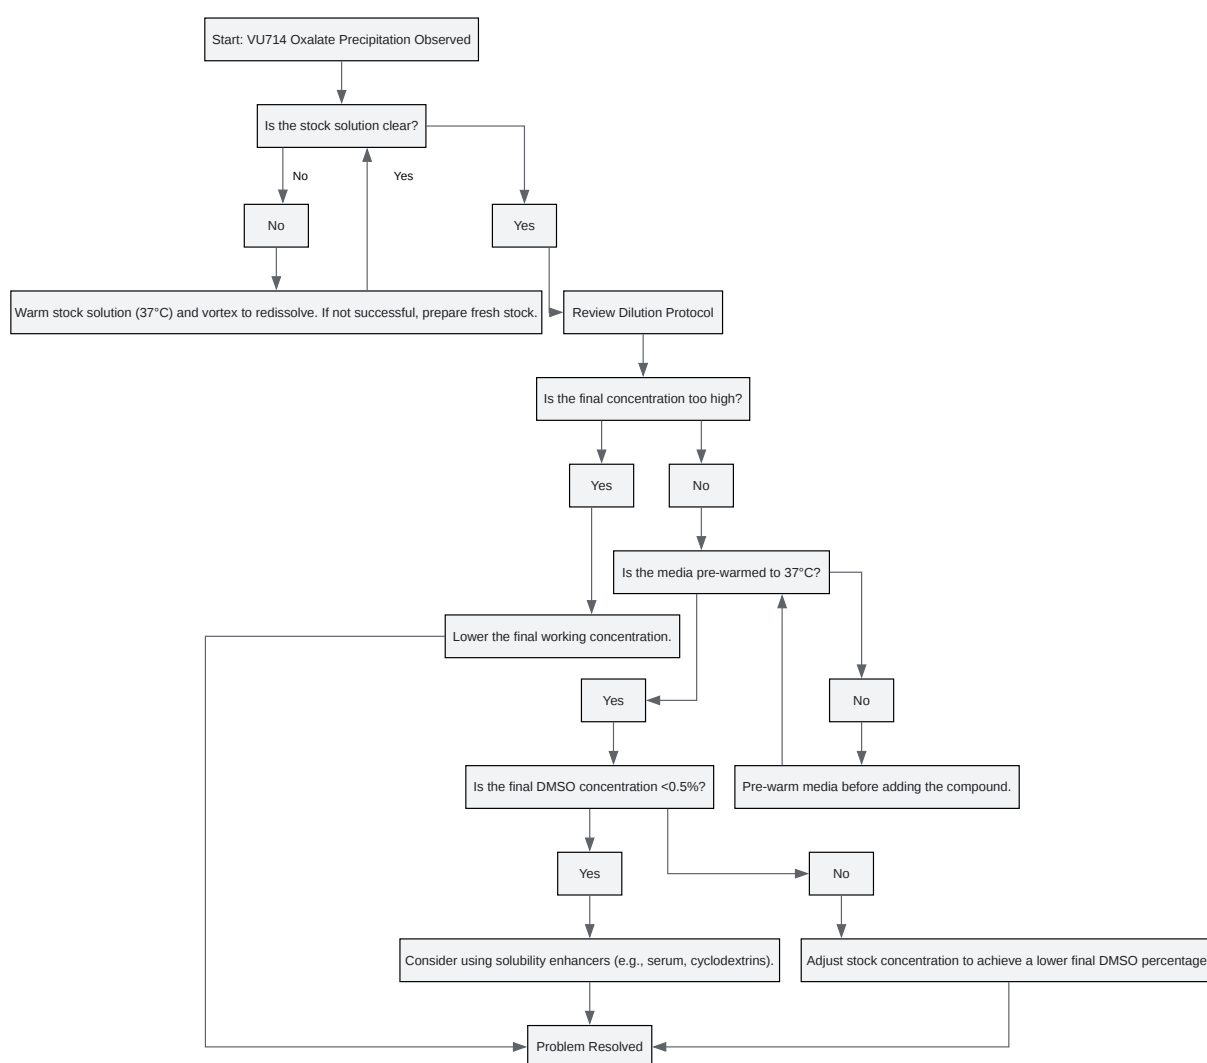 Start: VU714 Oxalate Precipitation Observed
Is the stock solution clear?
No
Yes
No
Yes
Warm stock solution (37°C) and vortex to redissolve. If not successful, prepare fresh stock.
Review Dilution Protocol
Is the final concentration too high?
Yes
No
Is the media pre-warmed to 37°C?
Lower the final working concentration.
Yes
No
Is the final DMSO concentration <0.5%?
Pre-warm media before adding the compound.
Yes
No
Consider using solubility enhancers (e.g., serum, cyclodextrins).
Adjust stock concentration to achieve a lower final DMSO percentage
Problem Resolved